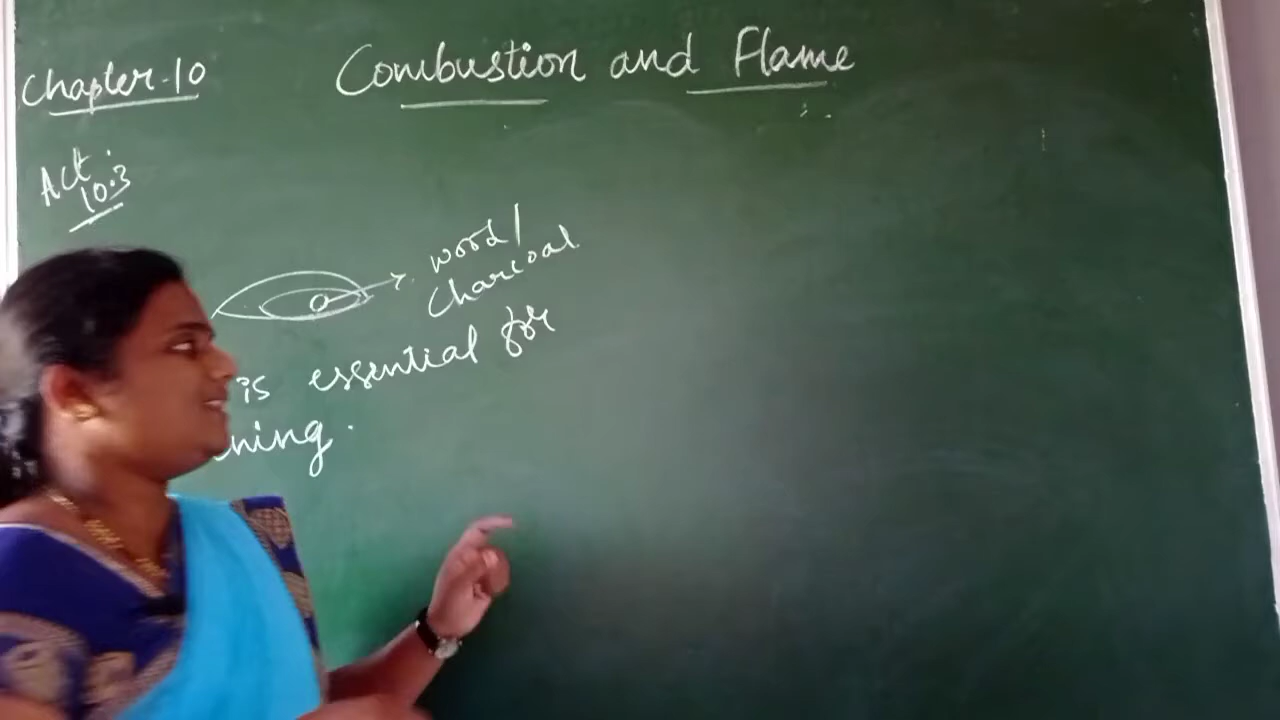 Chapter-10
Combustion and Flame
Act.
10.3
wood/
charcoal
is essential for
ning.